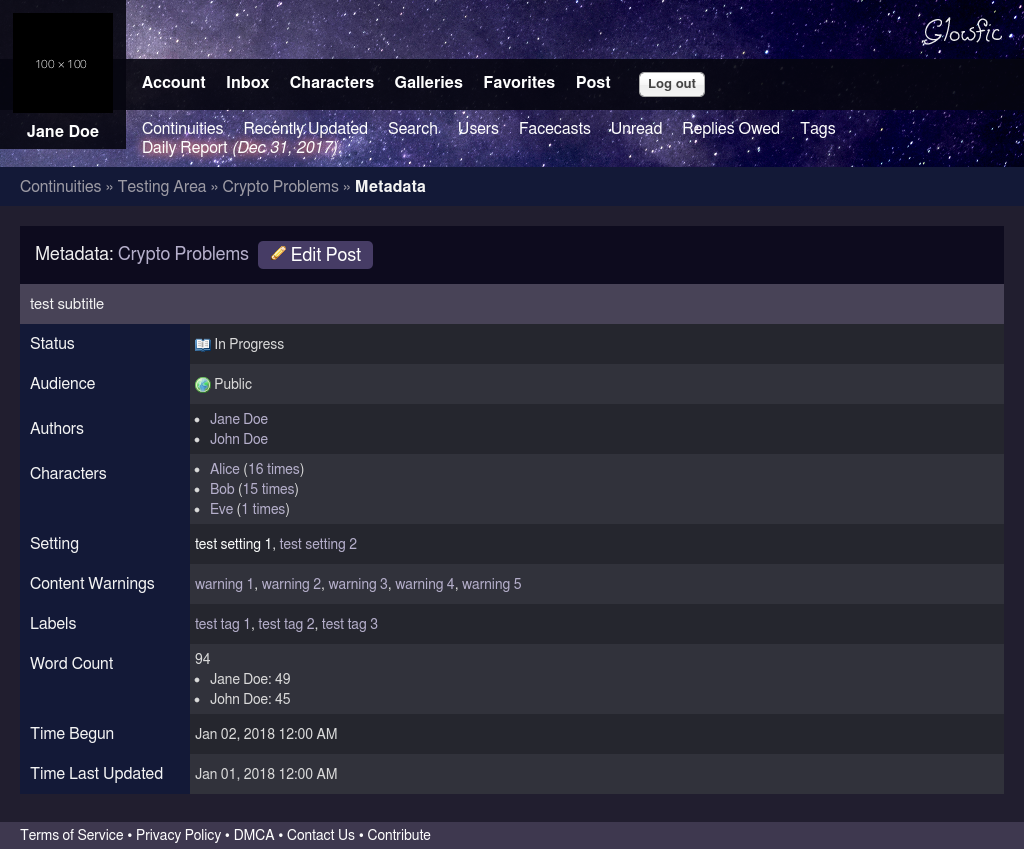 Glowfic
100 × 100
Account Inbox Characters Galleries Favorites Post Log out
Jane Doe
Continuities Recently Updated Search Users Facecasts Unread Replies Owed Tags
Daily Report (Dec 31, 2017)
Continuities » Testing Area » Crypto Problems » Metadata
Metadata: Crypto Problems Edit Post
test subtitle
Status In Progress
Audience Public
Authors
• Jane Doe
• John Doe
Characters
• Alice (16 times)
• Bob (15 times)
• Eve (1 times)
Setting test setting 1, test setting 2
Content Warnings warning 1, warning 2, warning 3, warning 4, warning 5
Labels test tag 1, test tag 2, test tag 3
Word Count 94
• Jane Doe: 49
• John Doe: 45
Time Begun Jan 02, 2018 12:00 AM
Time Last Updated Jan 01, 2018 12:00 AM
Terms of Service • Privacy Policy • DMCA • Contact Us • Contribute